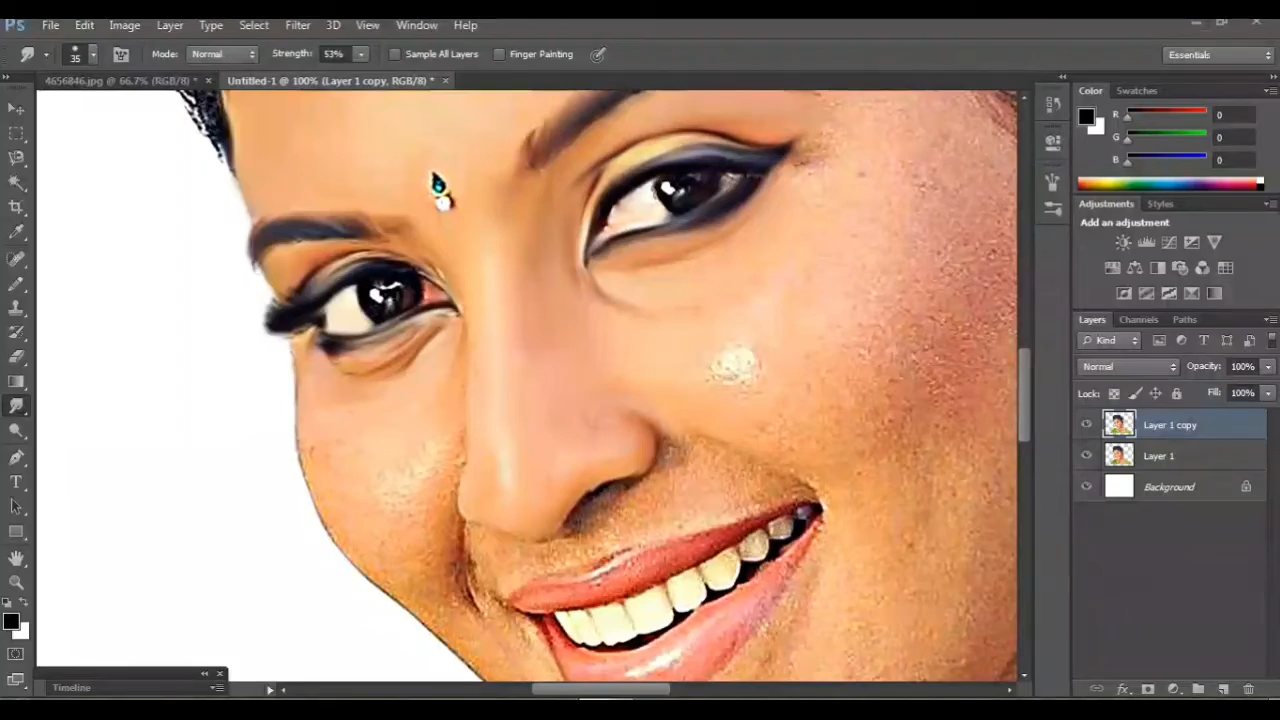 Ps File Edit Image Layer Type Select Filter 3D View Window Help
35 Mode: Normal Strength: 53% Sample All Layers Finger Painting Essentials
4656846.jpg @ 66.7% (RGB/8) * × Untitled-1 @ 100% (Layer 1 copy, RGB/8) * ×
Color Swatches
R 0
G 0
B 0
Adjustments Styles
Add an adjustment
Layers Channels Paths
Kind
Normal Opacity: 100%
Lock: Fill: 100%
Layer 1 copy
Layer 1
Background
Timeline